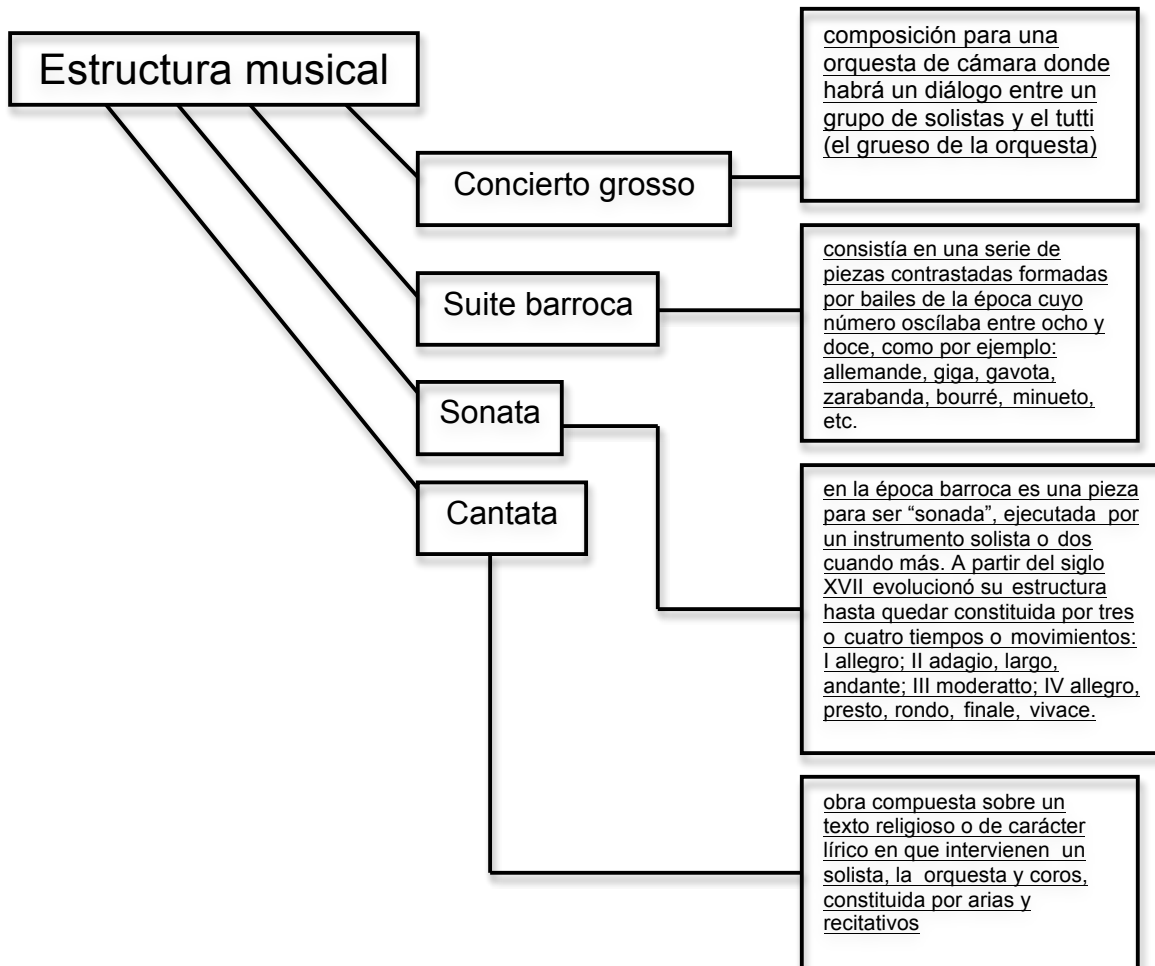 Estructura musical
Concierto grosso
composición para una
orquesta de cámara donde
habrá un diálogo entre un
grupo de solistas y el tutti
(el grueso de la orquesta)
Suite barroca
consistía en una serie de
piezas contrastadas formadas
por bailes de la época cuyo
número oscílaba entre ocho y
doce, como por ejemplo:
allemande, giga, gavota,
zarabanda, bourré, minueto,
etc.
Sonata
en la época barroca es una pieza
para ser “sonada”, ejecutada por
un instrumento solista o dos
cuando más. A partir del siglo
XVII evolucionó su estructura
hasta quedar constituida por tres
o cuatro tiempos o movimientos:
I allegro; II adagio, largo,
andante; III moderatto; IV allegro,
presto, rondo, finale, vivace.
Cantata
obra compuesta sobre un
texto religioso o de carácter
lírico en que intervienen un
solista, la orquesta y coros,
constituida por arias y
recitativos